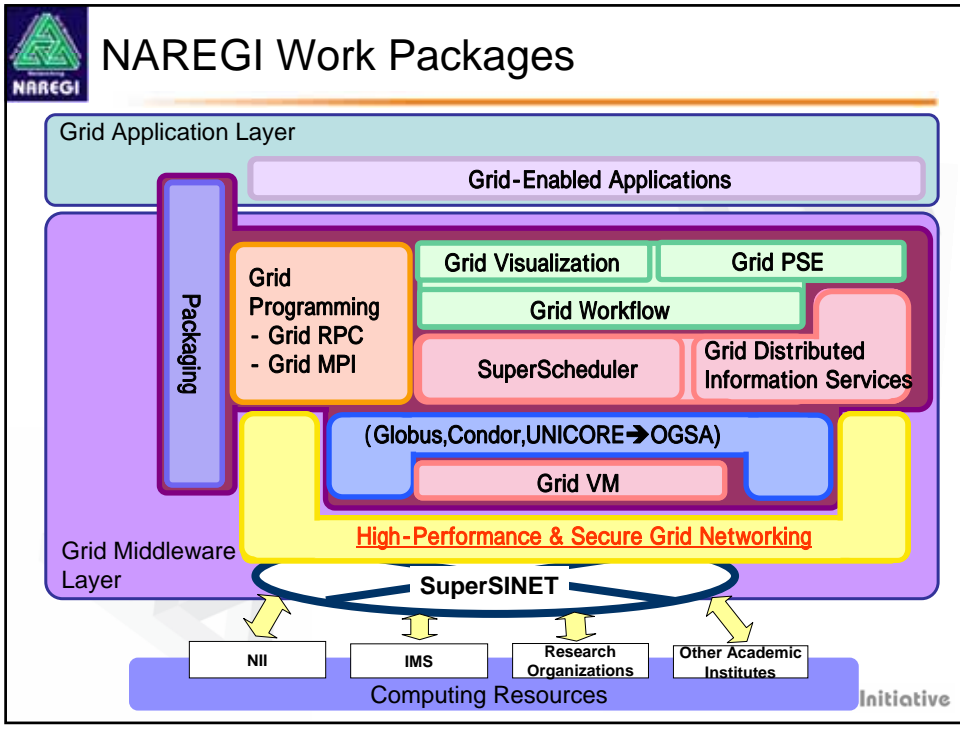 NAREGI
NAREGI Work Packages
Grid Application Layer
Grid-Enabled Applications
Packaging
Grid
Programming
- Grid RPC
- Grid MPI
Grid Visualization
Grid PSE
Grid Workflow
SuperScheduler
Grid Distributed
Information Services
(Globus,Condor,UNICORE➔OGSA)
Grid VM
High-Performance & Secure Grid Networking
Grid Middleware
Layer
SuperSINET
NII
IMS
Research
Organizations
Other Academic
Institutes
Computing Resources
Initiative